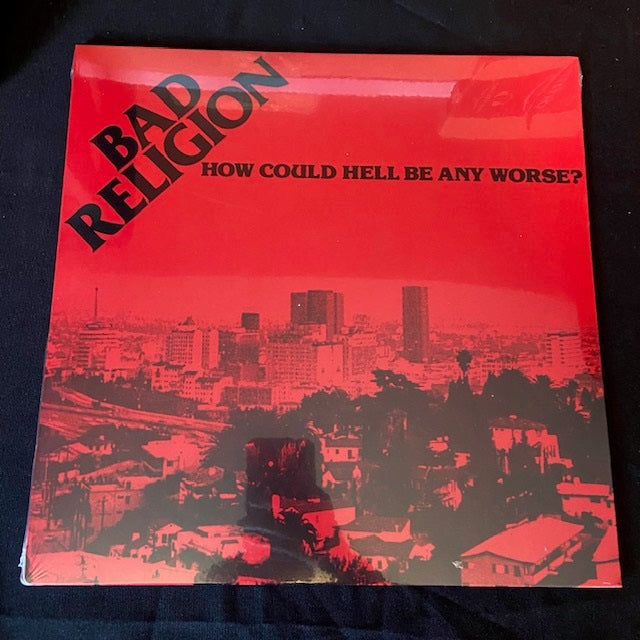 BAD
RELIGION
HOW COULD HELL BE ANY WORSE?